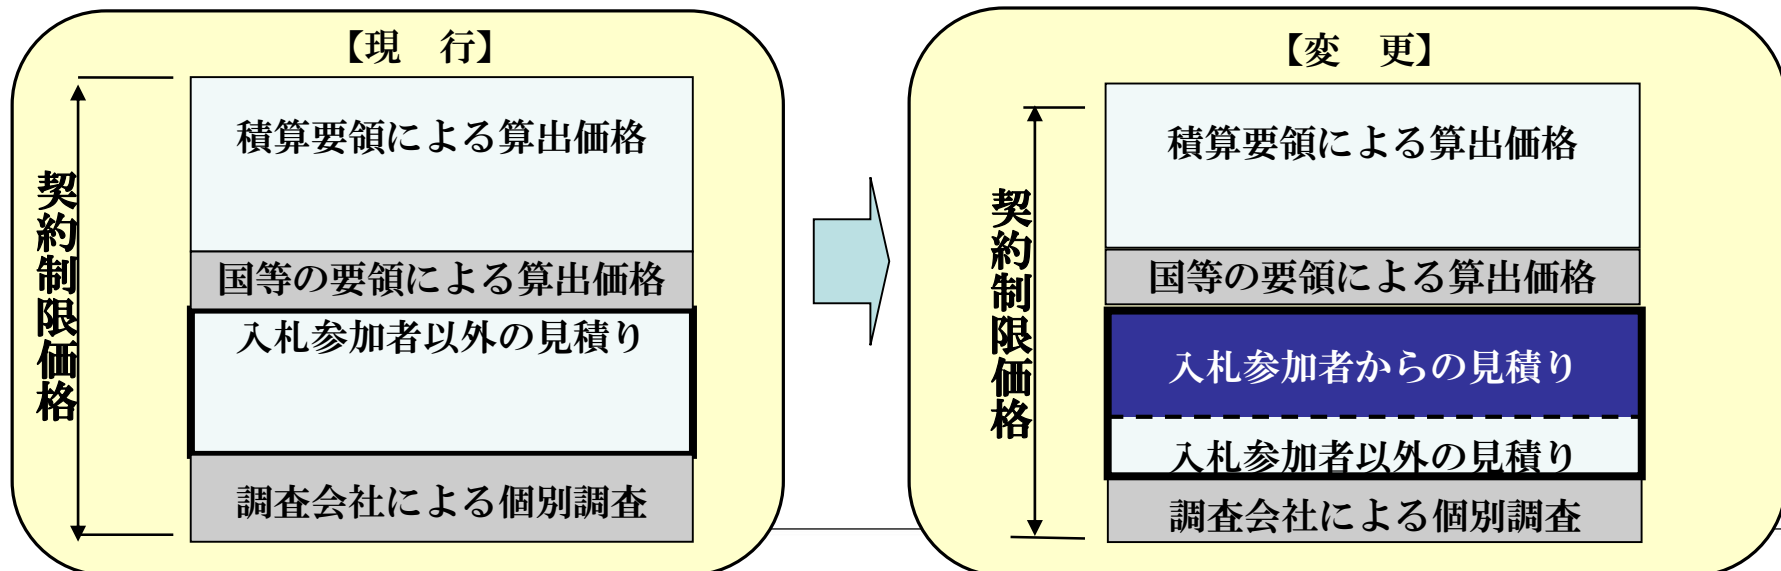 【現　行】
契約制限価格
積算要領による算出価格
国等の要領による算出価格
入札参加者以外の見積り
調査会社による個別調査
【変　更】
契約制限価格
積算要領による算出価格
国等の要領による算出価格
入札参加者からの見積り
入札参加者以外の見積り
調査会社による個別調査